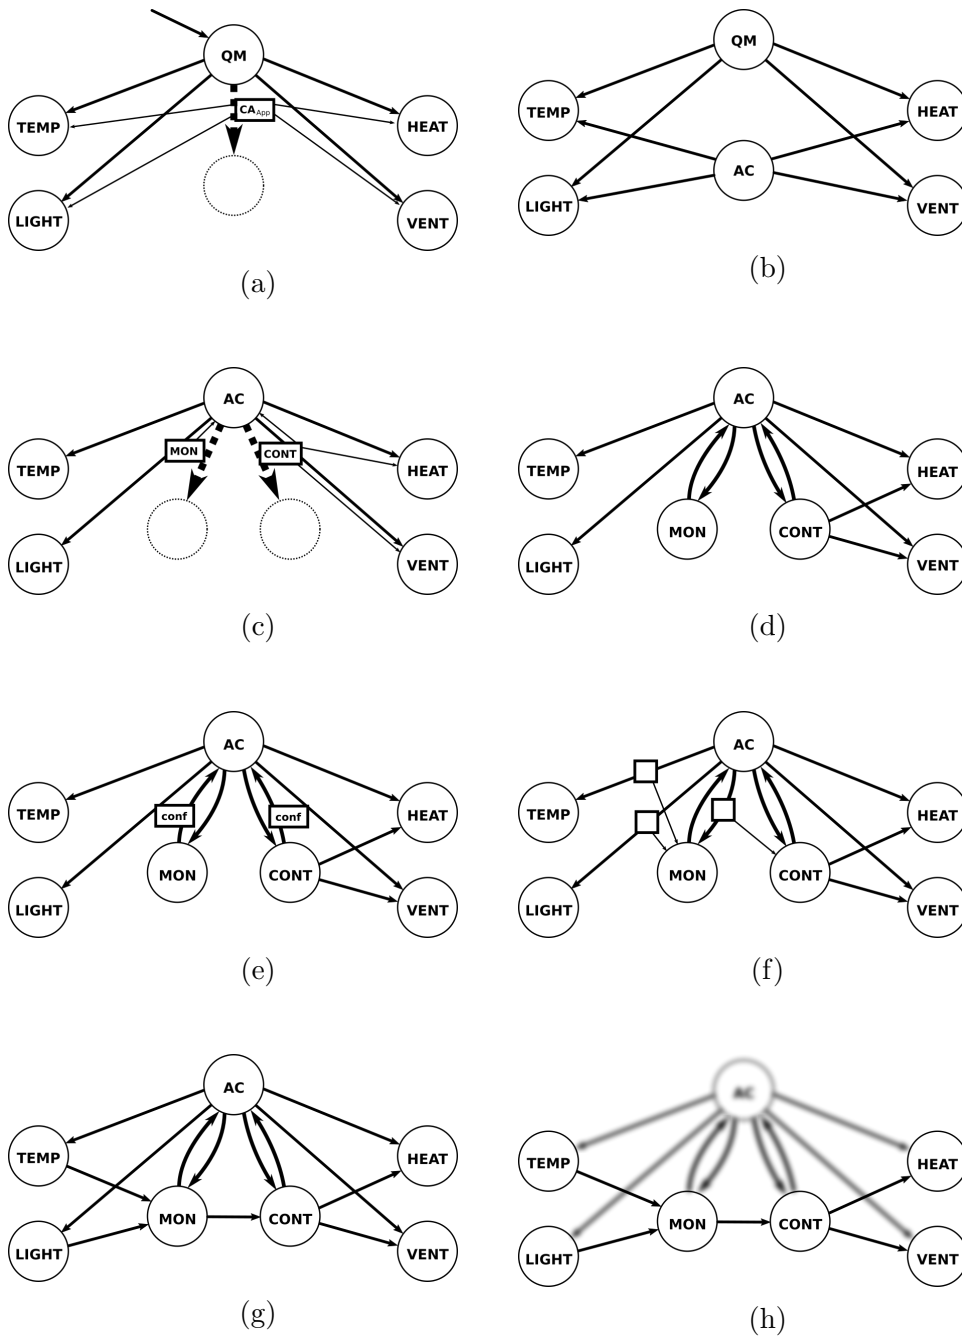 QM
CA App
TEMP
HEAT
LIGHT
VENT
(a)
QM
TEMP
HEAT
AC
LIGHT
VENT
(b)
AC
MON
CONT
TEMP
HEAT
LIGHT
VENT
(c)
AC
TEMP
HEAT
MON
CONT
LIGHT
VENT
(d)
AC
conf
conf
TEMP
HEAT
MON
CONT
LIGHT
VENT
(e)
AC
TEMP
HEAT
MON
CONT
LIGHT
VENT
(f)
AC
TEMP
HEAT
MON
CONT
LIGHT
VENT
(g)
AC
TEMP
HEAT
MON
CONT
LIGHT
VENT
(h)